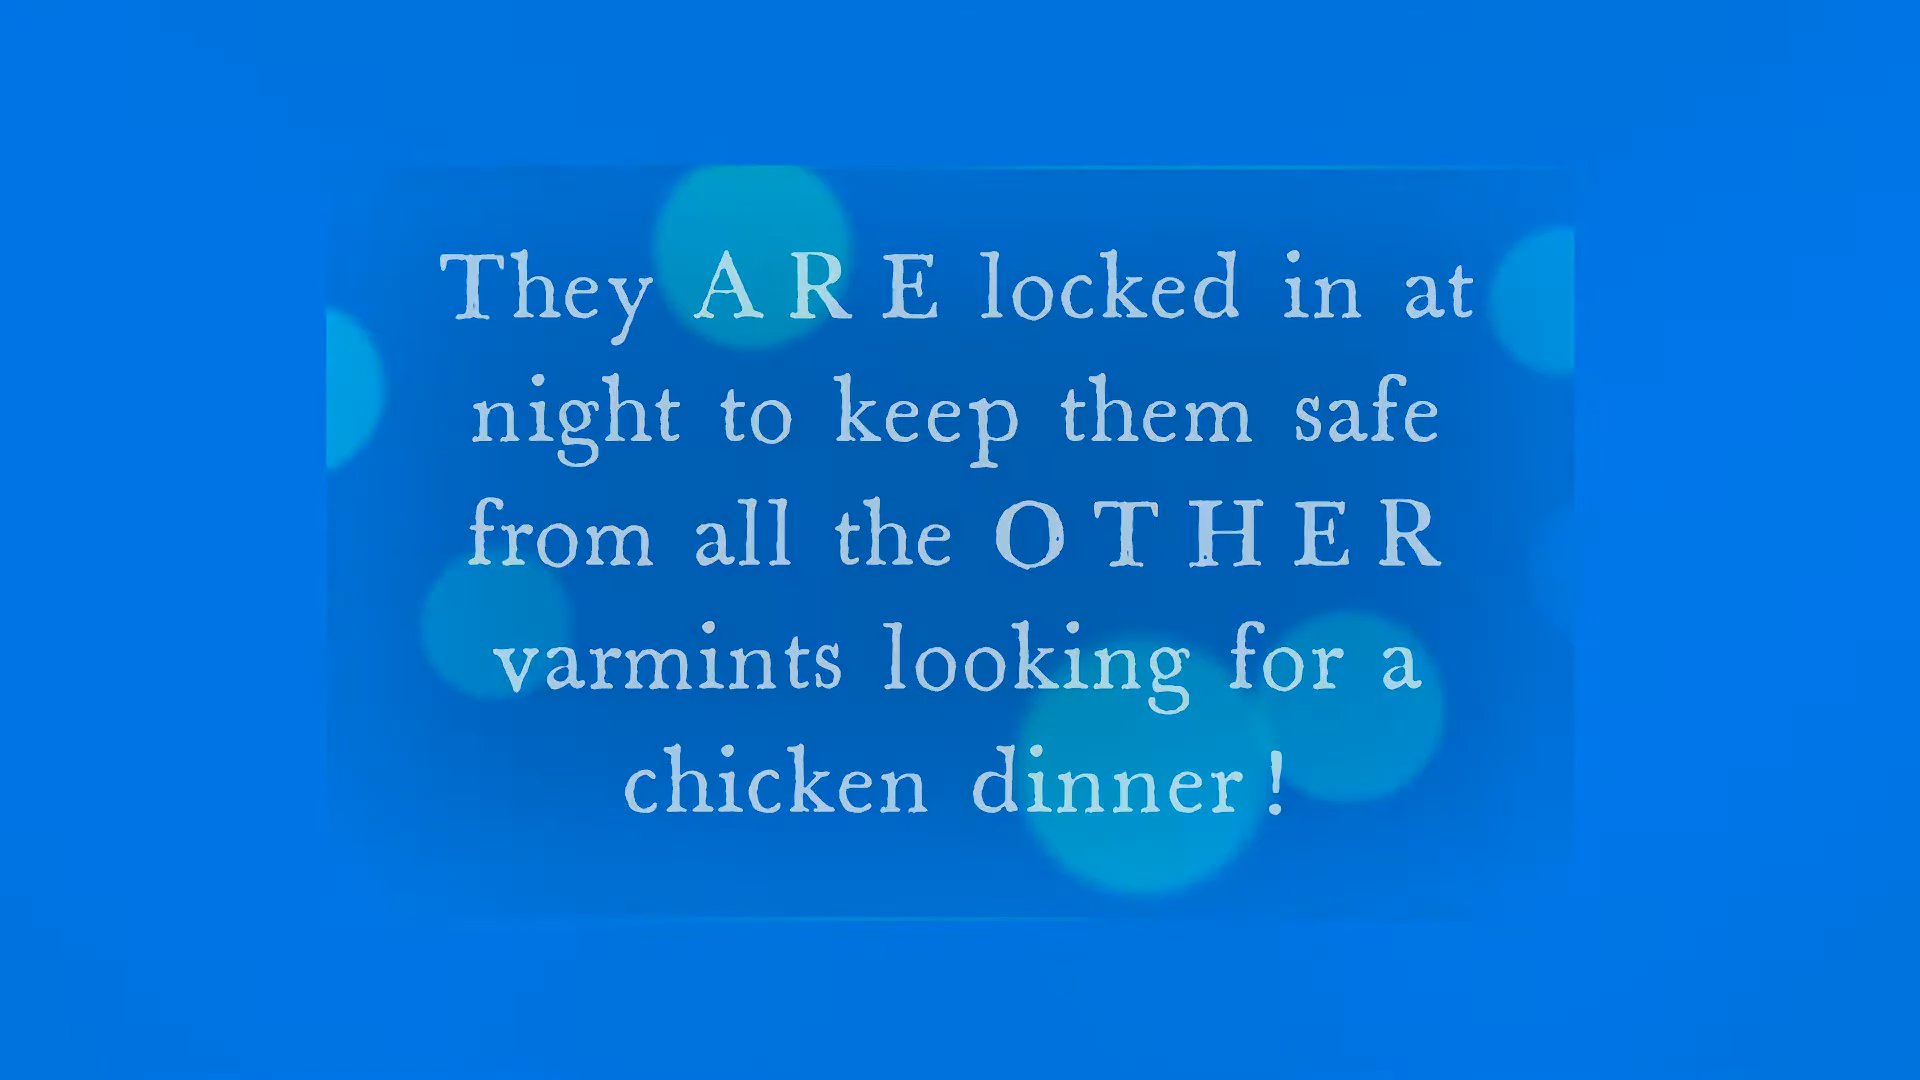 They ARE locked in at
night to keep them safe
from all the OTHER
varmints looking for a
chicken dinner!